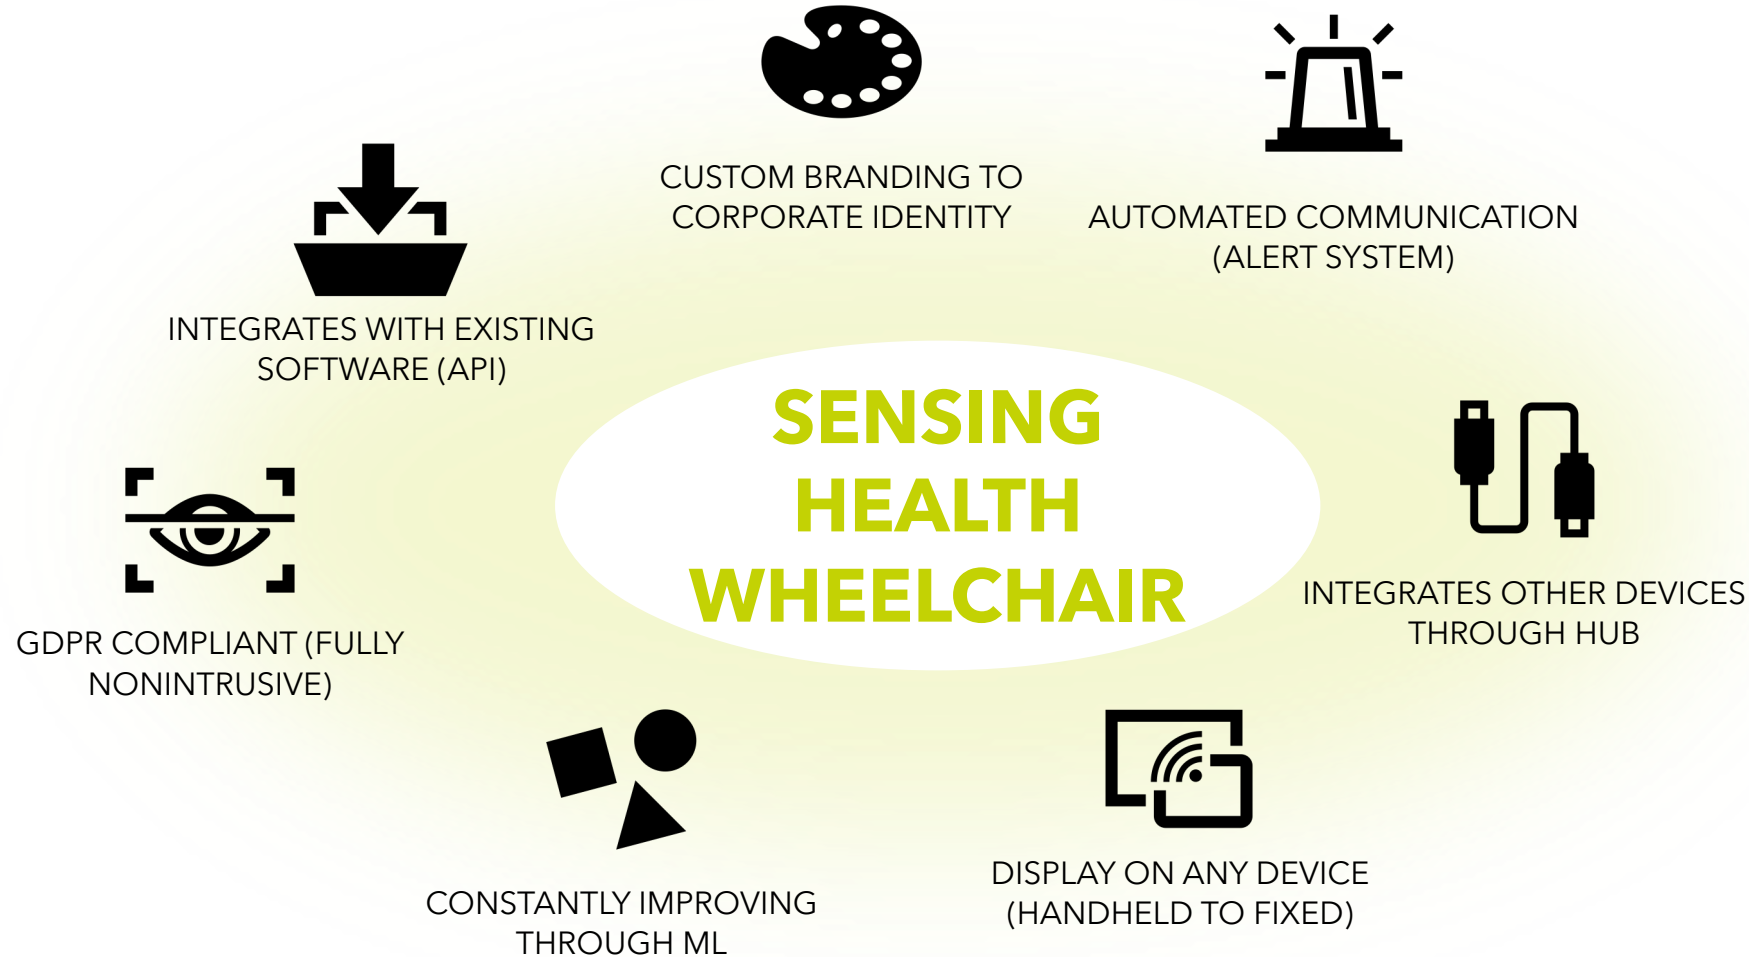 CUSTOM BRANDING TO
CORPORATE IDENTITY
AUTOMATED COMMUNICATION
(ALERT SYSTEM)
INTEGRATES WITH EXISTING
SOFTWARE (API)
SENSING
HEALTH
WHEELCHAIR
INTEGRATES OTHER DEVICES
THROUGH HUB
GDPR COMPLIANT (FULLY
NONINTRUSIVE)
DISPLAY ON ANY DEVICE
(HANDHELD TO FIXED)
CONSTANTLY IMPROVING
THROUGH ML